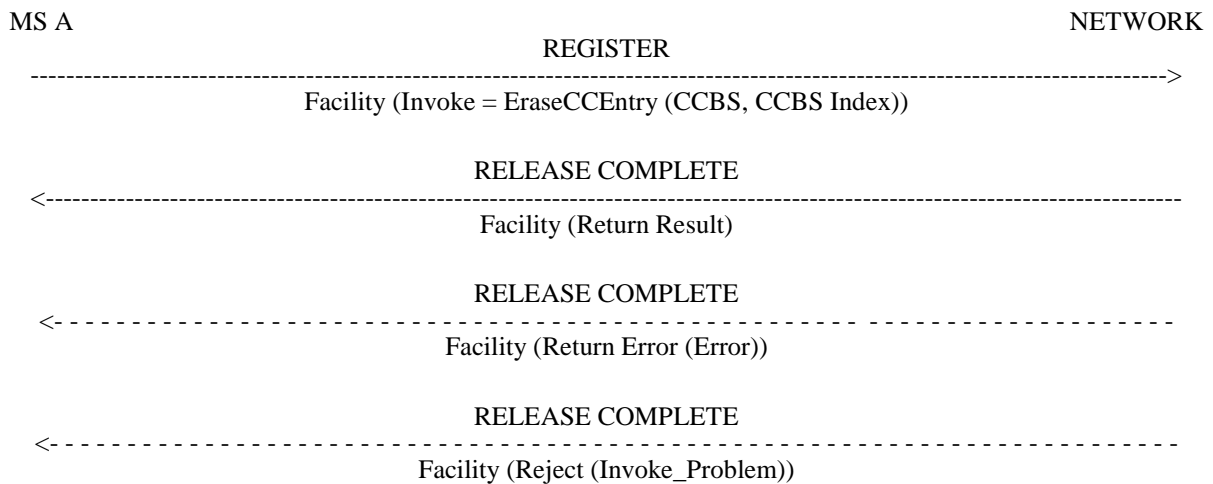 MS A NETWORK
REGISTER
Facility (Invoke = EraseCCEntry (CCBS, CCBS Index))
RELEASE COMPLETE
Facility (Return Result)
RELEASE COMPLETE
Facility (Return Error (Error))
RELEASE COMPLETE
Facility (Reject (Invoke_Problem))